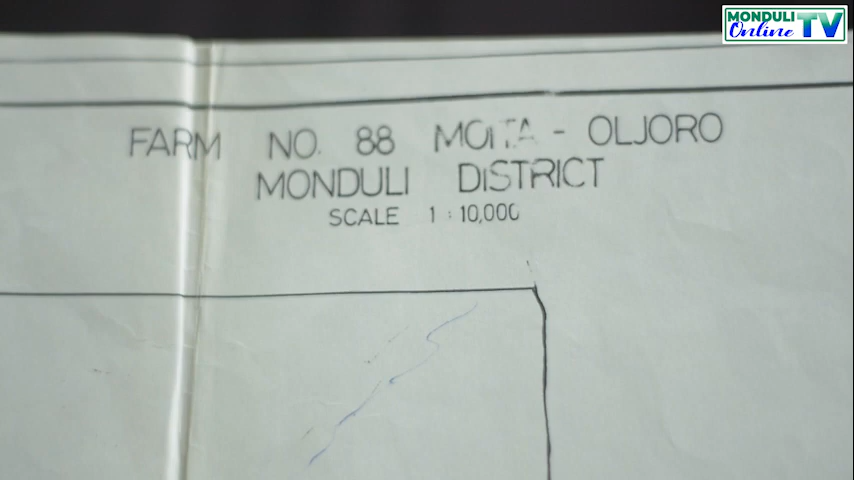 MONDULI
Online TV
FARM NO. 88 MOITA - OLJORO
MONDULI DISTRICT
SCALE 1 : 10,000